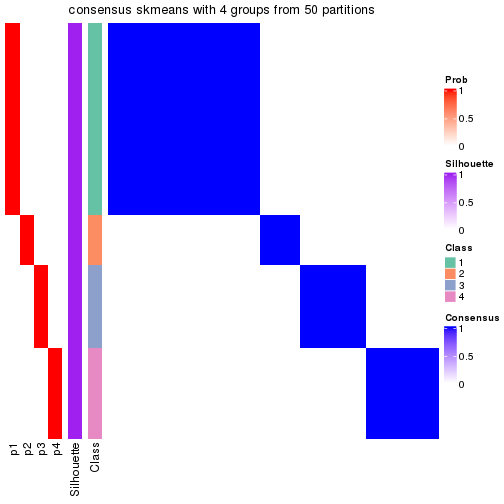 consensus skmeans with 4 groups from 50 partitions
Prob
1
0.5
0
Silhouette
1
0.5
0
Class
1
2
3
4
Consensus
1
0.5
0
p1
p2
p3
p4
Silhouette
Class